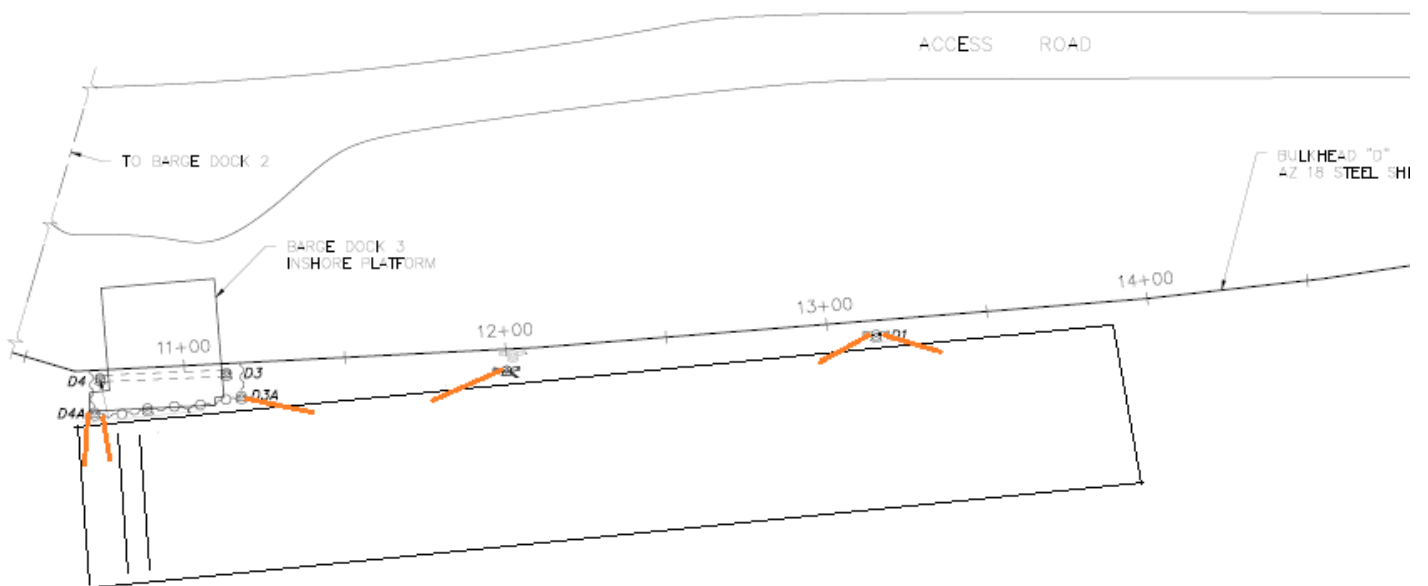 ACCESS ROAD
TO BARGE DOCK 2
BULKHEAD "D"
AZ 18 STEEL
BARGE DOCK 3
INSHORE PLATFORM
14+00
13+00
12+00
11+00
D1
D4
D3
D3A
D4A